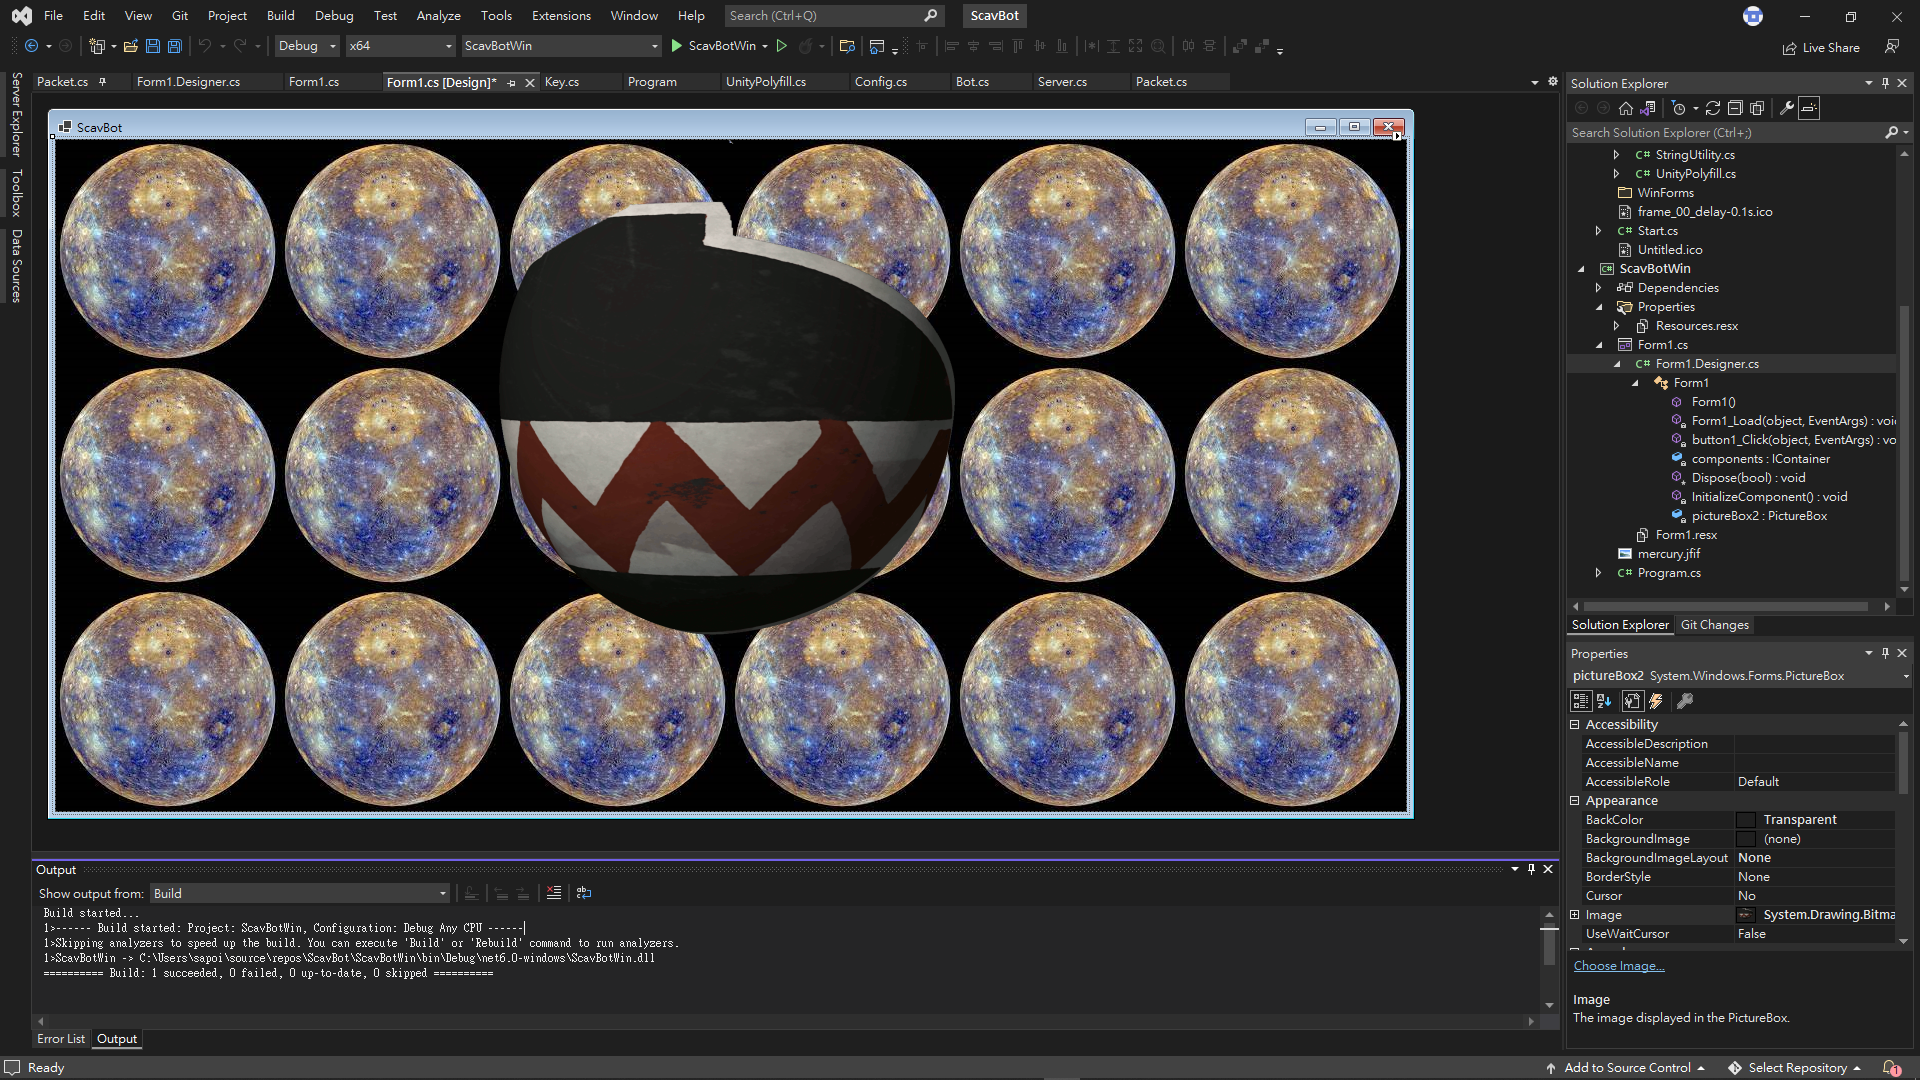 File Edit View Git Project Build Debug Test Analyze Tools Extensions Window Help Search (Ctrl+Q) ScavBot
Debug x64 ScavBotWin ScavBotWin Live Share
Packet.cs Form1.Designer.cs Form1.cs Form1.cs [Design]* Key.cs Program UnityPolyfill.cs Config.cs Bot.cs Server.cs Packet.cs
Server Explorer
Toolbox
Data Sources
ScavBot
Solution Explorer
Search Solution Explorer (Ctrl+;)
C# StringUtility.cs
C# UnityPolyfill.cs
WinForms
frame_00_delay-0.1s.ico
C# Start.cs
Untitled.ico
C# ScavBotWin
Dependencies
Properties
Resources.resx
Form1.cs
C# Form1.Designer.cs
Form1
Form1()
Form1_Load(object, EventArgs) : voi
button1_Click(object, EventArgs) : vo
components : IContainer
Dispose(bool) : void
InitializeComponent() : void
pictureBox2 : PictureBox
Form1.resx
mercury.jfif
C# Program.cs
Solution Explorer Git Changes
Properties
pictureBox2 System.Windows.Forms.PictureBox
Accessibility
AccessibleDescription
AccessibleName
AccessibleRole Default
Appearance
BackColor Transparent
BackgroundImage (none)
BackgroundImageLayout None
BorderStyle None
Cursor No
Image System.Drawing.Bitma
UseWaitCursor False
Choose Image...
Image
The image displayed in the PictureBox.
Output
Show output from: Build
Build started...
1>------ Build started: Project: ScavBotWin, Configuration: Debug Any CPU ------
1>Skipping analyzers to speed up the build. You can execute 'Build' or 'Rebuild' command to run analyzers.
1>ScavBotWin -> C:\Users\sapoi\source\repos\ScavBot\ScavBotWin\bin\Debug\net6.0-windows\ScavBotWin.dll
========== Build: 1 succeeded, 0 failed, 0 up-to-date, 0 skipped ==========
Error List Output
Ready Add to Source Control Select Repository 1